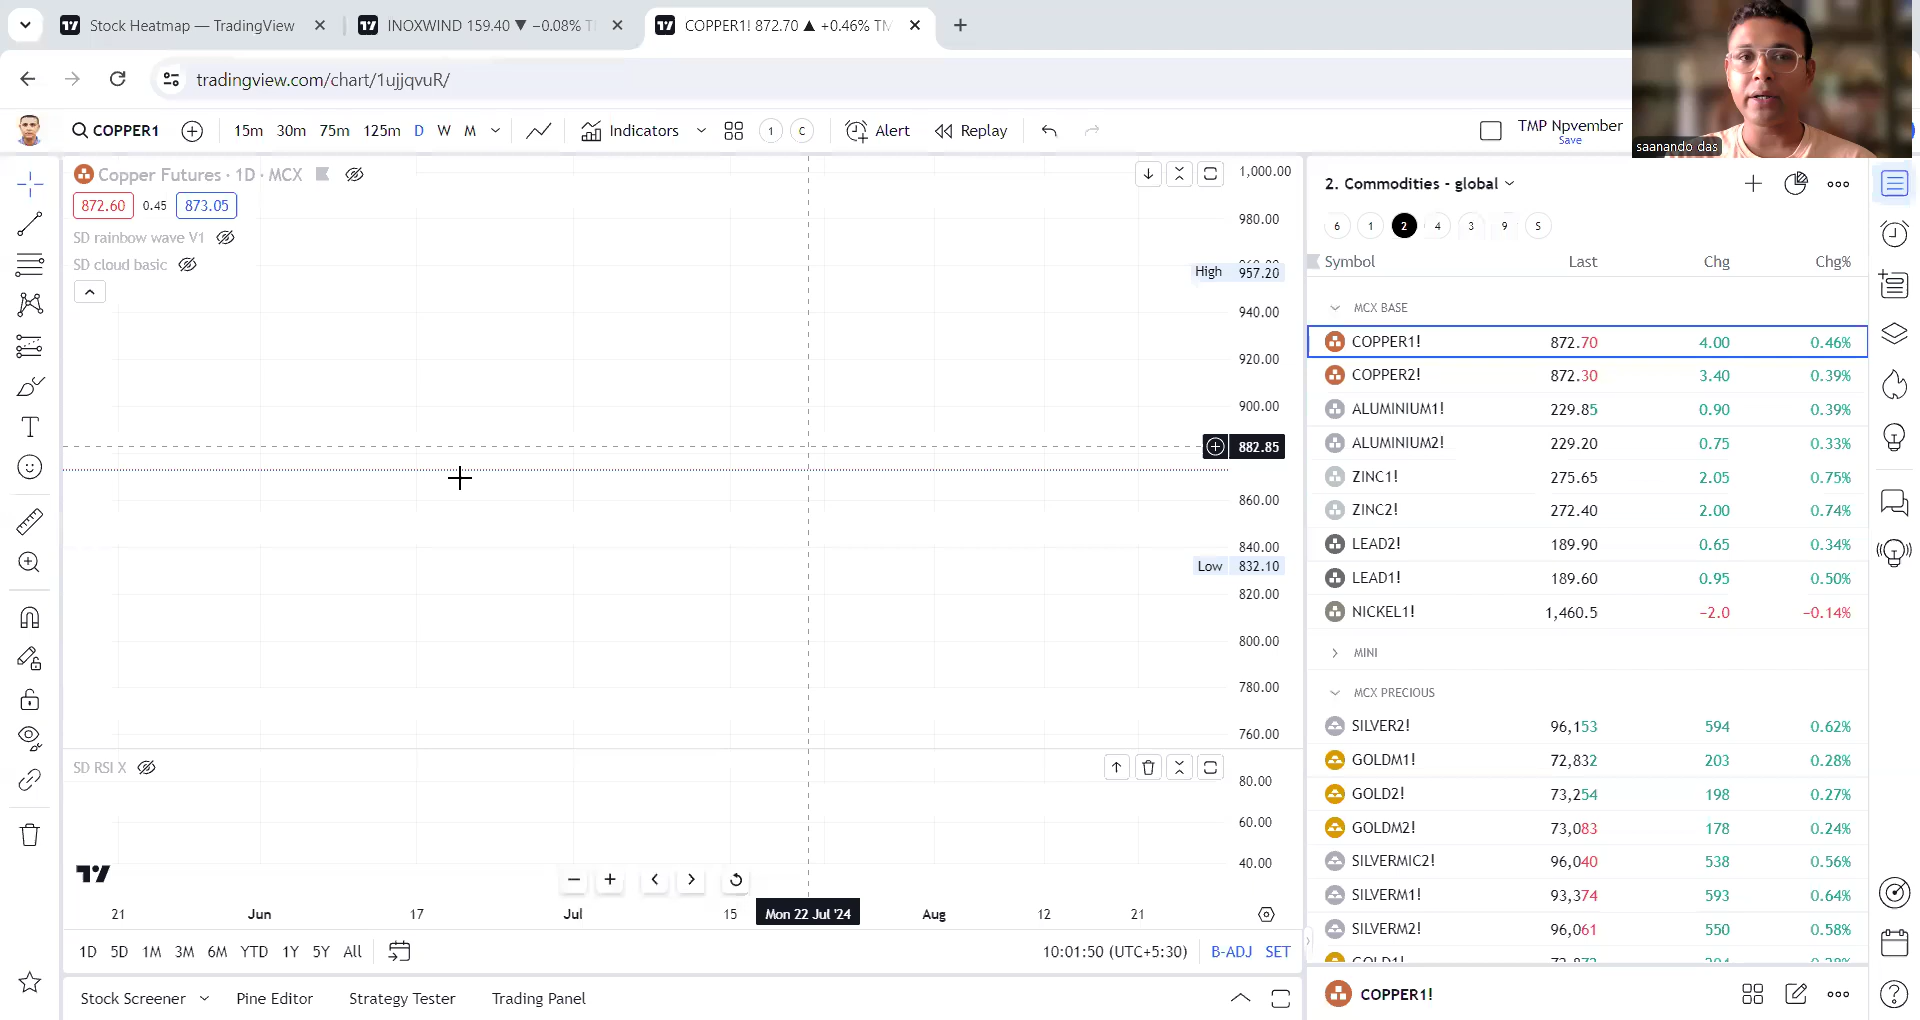 Stock Heatmap — TradingView
INOXWIND 159.40 ▼ −0.08%
COPPER1! 872.70 ▲ +0.46%
tradingview.com/chart/1ujjqvuR/
COPPER1
15m 30m 75m 125m D W M
Indicators
1 C
Alert
Replay
TMP Npvember
Save
saanando das
Copper Futures · 1D · MCX
872.60 0.45 873.05
SD rainbow wave V1
SD cloud basic
1,000.00
980.00
High 957.20
940.00
920.00
900.00
882.85
860.00
840.00
Low 832.10
820.00
800.00
780.00
760.00
SD RSI X
80.00
60.00
40.00
21 Jun 17 Jul 15 Mon 22 Jul '24 Aug 12 21
1D 5D 1M 3M 6M YTD 1Y 5Y All
10:01:50 (UTC+5:30) B-ADJ SET
Stock Screener Pine Editor Strategy Tester Trading Panel
2. Commodities - global
6 1 2 4 3 9 S
Symbol Last Chg Chg%
MCX BASE
COPPER1! 872.70 4.00 0.46%
COPPER2! 872.30 3.40 0.39%
ALUMINIUM1! 229.85 0.90 0.39%
ALUMINIUM2! 229.20 0.75 0.33%
ZINC1! 275.65 2.05 0.75%
ZINC2! 272.40 2.00 0.74%
LEAD2! 189.90 0.65 0.34%
LEAD1! 189.60 0.95 0.50%
NICKEL1! 1,460.5 −2.0 −0.14%
MINI
MCX PRECIOUS
SILVER2! 96,153 594 0.62%
GOLDM1! 72,832 203 0.28%
GOLD2! 73,254 198 0.27%
GOLDM2! 73,083 178 0.24%
SILVERMIC2! 96,040 538 0.56%
SILVERM1! 93,374 593 0.64%
SILVERM2! 96,061 550 0.58%
COPPER1!